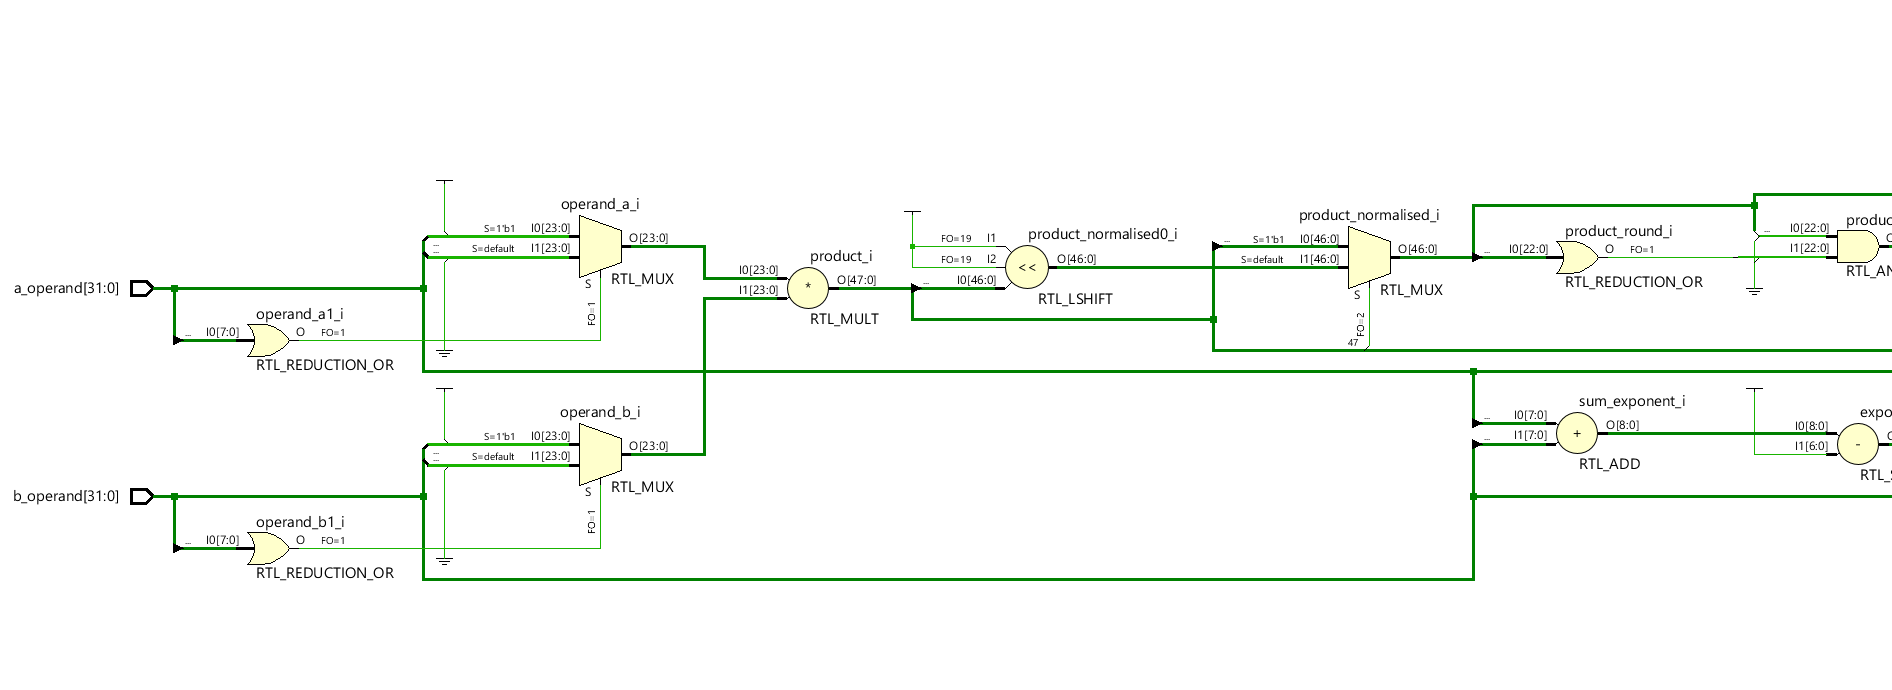 a_operand[31:0]
operand_a1_i
... I0[7:0] O FO=1
RTL_REDUCTION_OR
operand_a_i
S=1'b1 I0[23:0]
... S=default I1[23:0]
...
O[23:0]
S
RTL_MUX
FO=1
b_operand[31:0]
operand_b1_i
... I0[7:0] O FO=1
RTL_REDUCTION_OR
operand_b_i
S=1'b1 I0[23:0]
... S=default I1[23:0]
...
O[23:0]
S
RTL_MUX
FO=1
product_i
I0[23:0]
I1[23:0]
*
O[47:0]
RTL_MULT
product_normalised0_i
FO=19 I1
FO=19 I2
... I0[46:0]
<<
O[46:0]
RTL_LSHIFT
product_normalised_i
... S=1'b1 I0[46:0]
S=default I1[46:0]
O[46:0]
S
RTL_MUX
FO=2
47
product_round_i
... I0[22:0] O FO=1
RTL_REDUCTION_OR
produc
... I0[22:0]
I1[22:0]
RTL_AN
sum_exponent_i
... I0[7:0]
... I1[7:0]
+
O[8:0]
RTL_ADD
expo
I0[8:0]
I1[6:0]
-